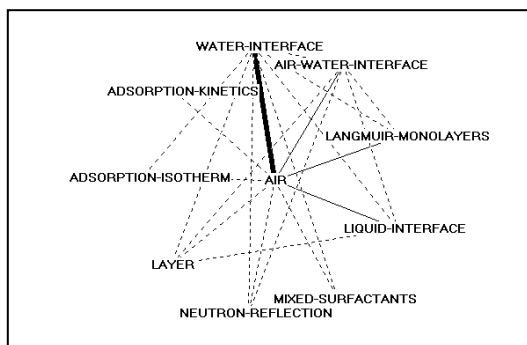 WATER-INTERFACE
AIR-WATER-INTERFACE
ADSORPTION-KINETICS
LANGMUIR-MONOLAYERS
ADSORPTION-ISOTHERM
AIR
LIQUID-INTERFACE
LAYER
MIXED-SURFACTANTS
NEUTRON-REFLECTION